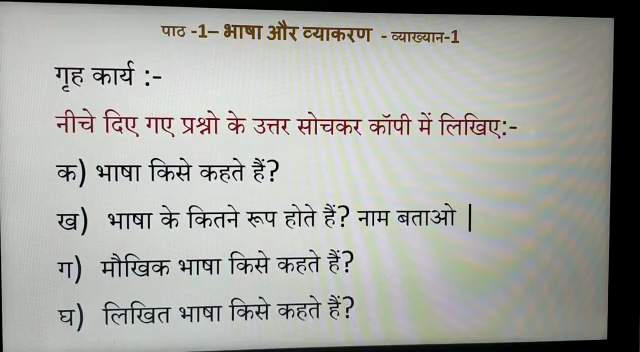 पाठ -1– भाषा और व्याकरण - व्याख्यान-1
गृह कार्य :-
नीचे दिए गए प्रश्नो के उत्तर सोचकर कॉपी में लिखिए:-
क) भाषा किसे कहते हैं?
ख) भाषा के कितने रूप होते हैं? नाम बताओ |
ग) मौखिक भाषा किसे कहते हैं?
घ) लिखित भाषा किसे कहते हैं?